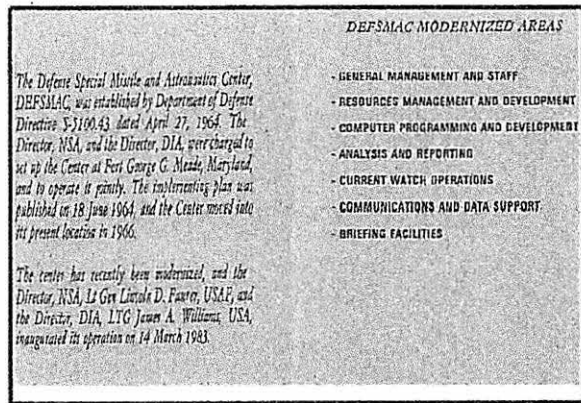 The Defense Special Missile and Astronautics Center,
DEFSMAC, was established by Department of Defense
Directive S-5100.43 dated April 27, 1964. The
Director, NSA, and the Director, DIA, were charged to
set up the Center at Fort George G. Meade, Maryland,
and to operate it jointly. The implementing plan was
published on 18 June 1964, and the Center moved into
its present location in 1966.
The center has recently been modernized, and the
Director, NSA, Lt Gen Lincoln D. Faurer, USAF, and
the Director, DIA, LTG James A. Williams, USA,
inaugurated its operation on 14 March 1983.
DEFSMAC MODERNIZED AREAS
- GENERAL MANAGEMENT AND STAFF
- RESOURCES MANAGEMENT AND DEVELOPMENT
- COMPUTER PROGRAMMING AND DEVELOPMENT
- ANALYSIS AND REPORTING
- CURRENT WATCH OPERATIONS
- COMMUNICATIONS AND DATA SUPPORT
- BRIEFING FACILITIES